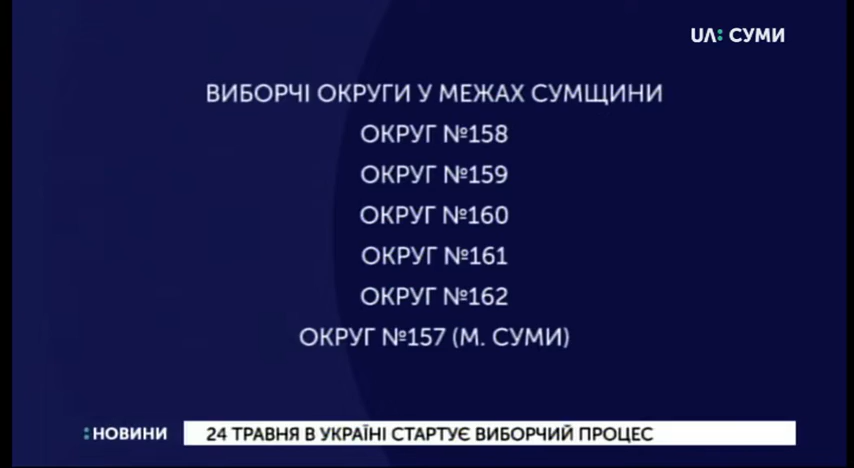 UA: СУМИ
ВИБОРЧІ ОКРУГИ У МЕЖАХ СУМЩИНИ
ОКРУГ №158
ОКРУГ №159
ОКРУГ №160
ОКРУГ №161
ОКРУГ №162
ОКРУГ №157 (М. СУМИ)
:НОВИНИ 24 ТРАВНЯ В УКРАЇНІ СТАРТУЄ ВИБОРЧИЙ ПРОЦЕС